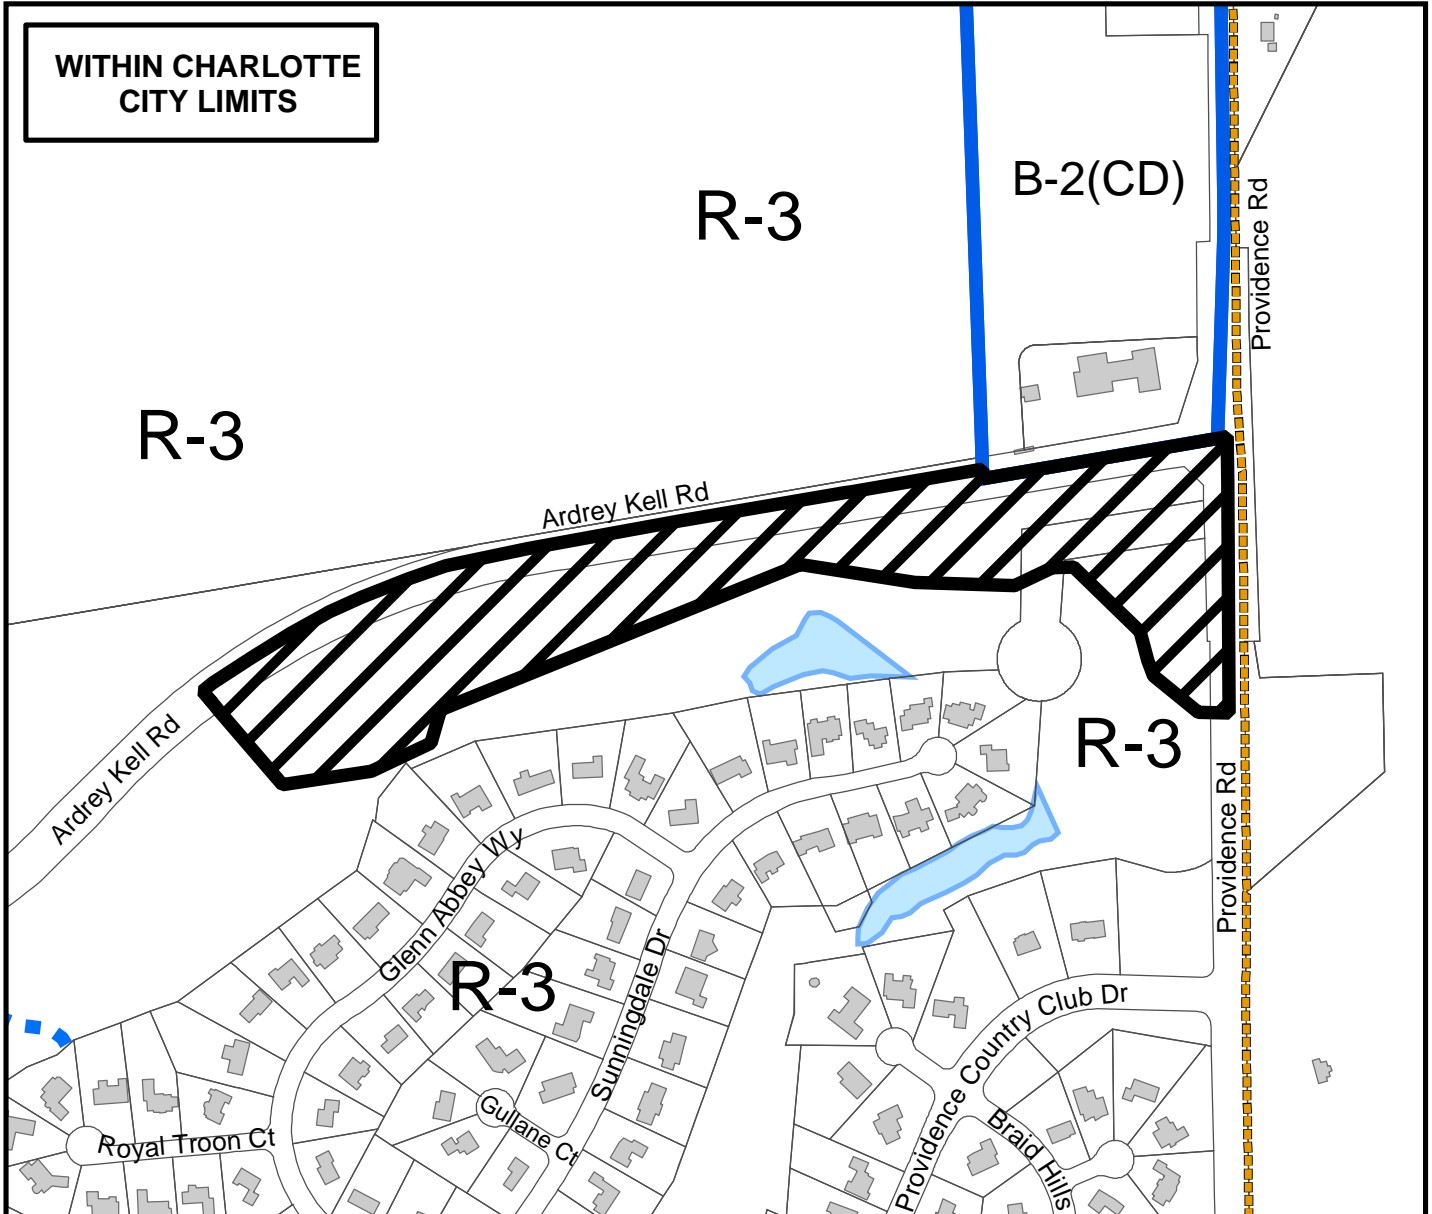 WITHIN CHARLOTTE
CITY LIMITS
B-2(CD)
R-3
Providence Rd
R-3
Ardrey Kell Rd
Ardrey Kell Rd
R-3
Providence Rd
Glenn Abbey Wy
R-3
Sunningdale Dr
Providence Country Club Dr
Gullane Ct
Royal Troon Ct
Braid Hills